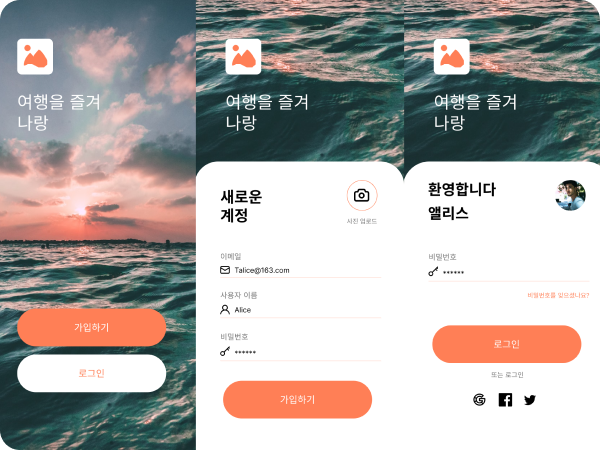 여행을 즐겨
나랑
가입하기
로그인
여행을 즐겨
나랑
새로운
계정
사진 업로드
이메일
Talice@163.com
사용자 이름
Alice
비밀번호
******
가입하기
여행을 즐겨
나랑
환영합니다
앨리스
비밀번호
******
비밀번호를 잊으셨나요?
로그인
또는 로그인